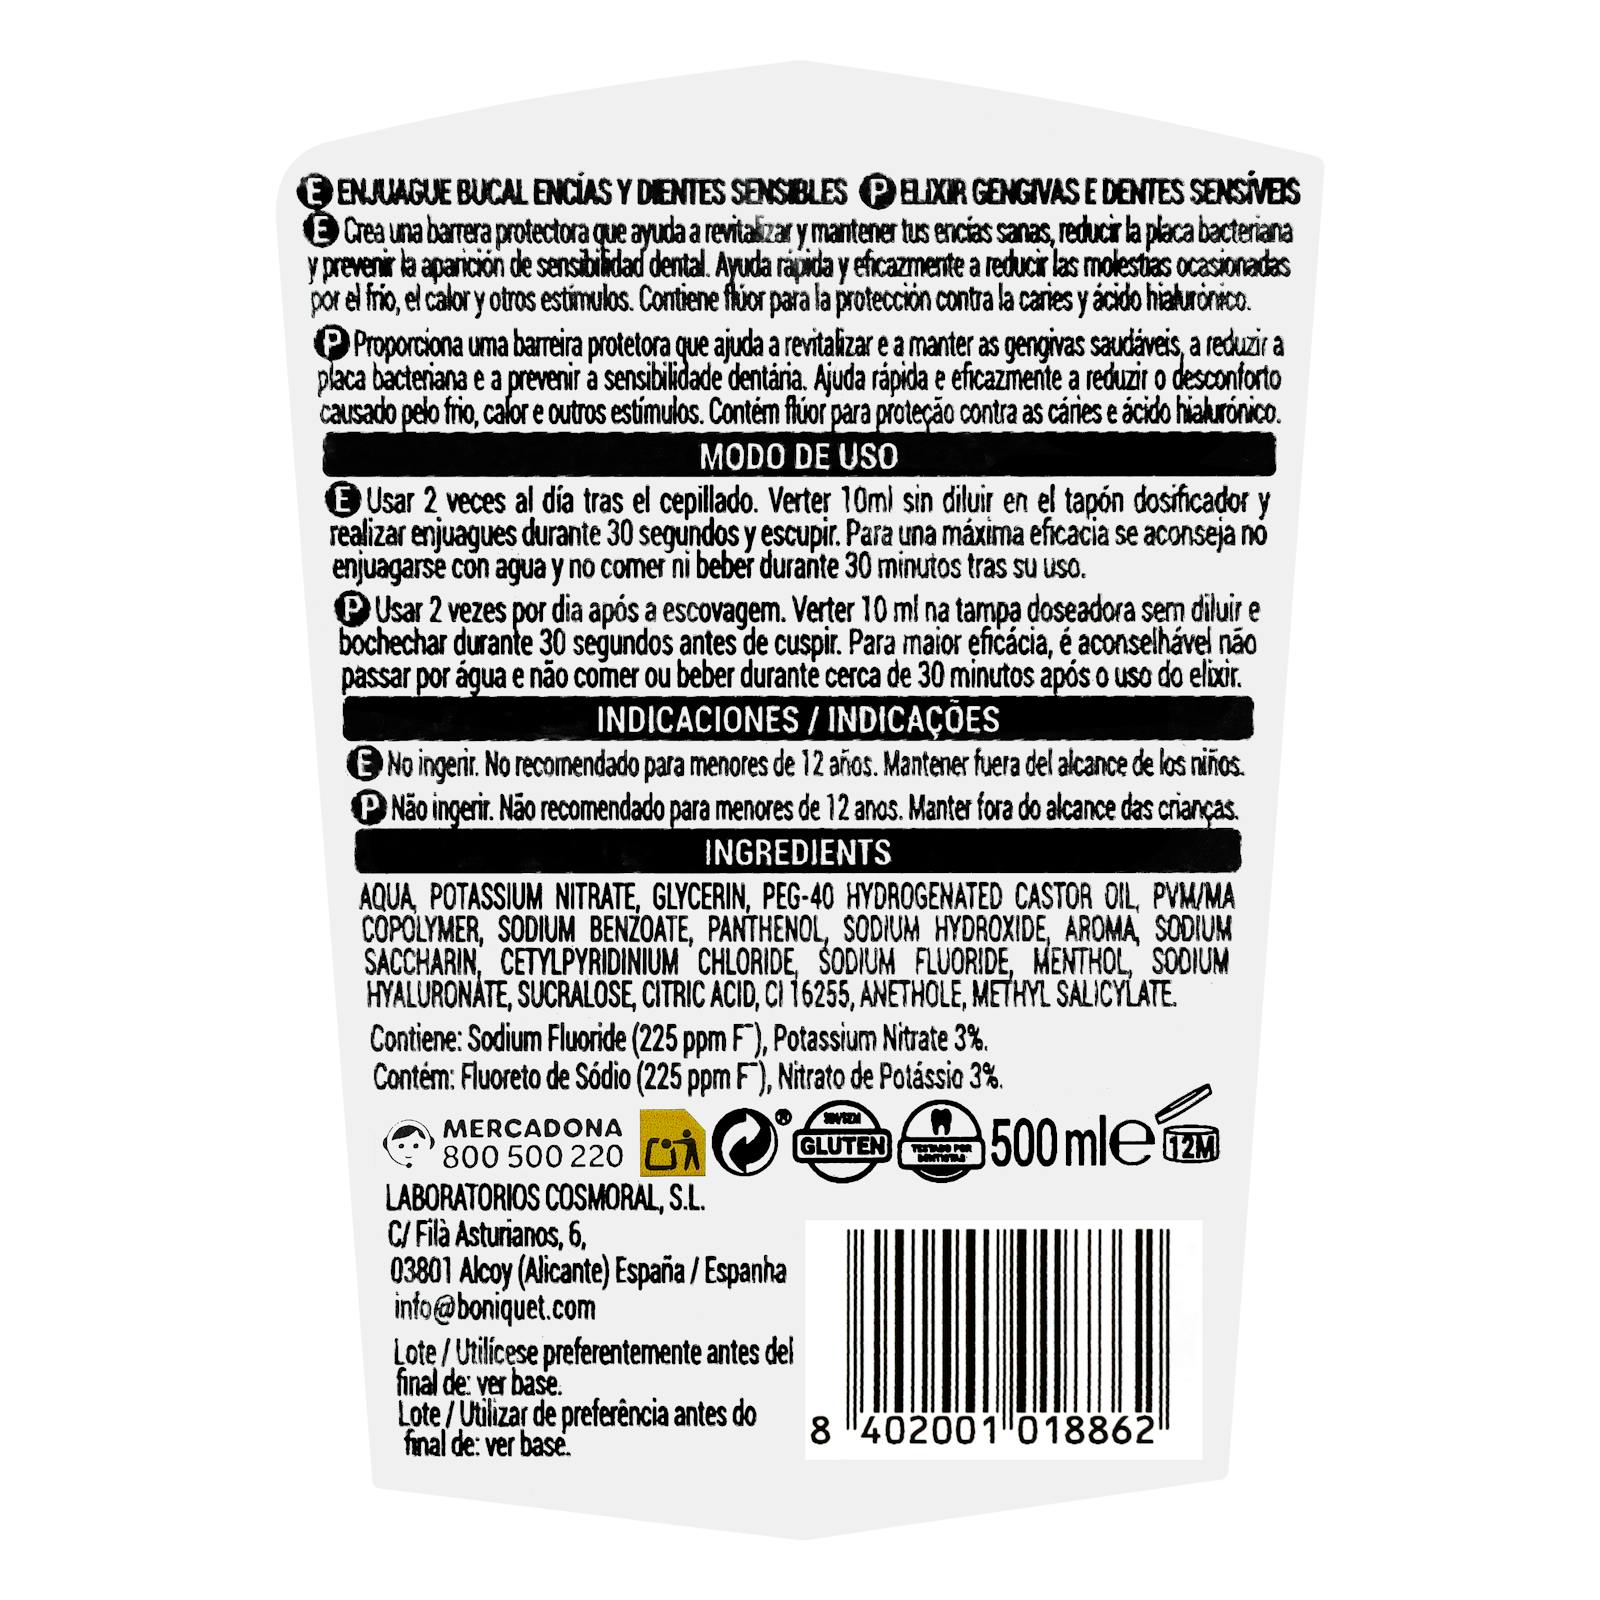 E ENJUAGUE BUCAL ENCÍAS Y DIENTES SENSIBLES P ELIXIR GENGIVAS E DENTES SENSÍVEIS
E Crea una barrera protectora que ayuda a revitalizar y mantener tus encías sanas, reducir la placa bacteriana
y prevenir la aparición de sensibilidad dental. Ayuda rápida y eficazmente a reducir las molestias ocasionadas
por el frío, el calor y otros estímulos. Contiene flúor para la protección contra la caries y ácido hialurónico.
P Proporciona uma barreira protetora que ajuda a revitalizar e a manter as gengivas saudáveis, a reduzir a
placa bacteriana e a prevenir a sensibilidade dentária. Ajuda rápida e eficazmente a reduzir o desconforto
causado pelo frio, calor e outros estímulos. Contém flúor para proteção contra as cáries e ácido hialurónico.
MODO DE USO
E Usar 2 veces al día tras el cepillado. Verter 10ml sin diluir en el tapón dosificador y
realizar enjuagues durante 30 segundos y escupir. Para una máxima eficacia se aconseja no
enjuagarse con agua y no comer ni beber durante 30 minutos tras su uso.
P Usar 2 vezes por dia após a escovagem. Verter 10 ml na tampa doseadora sem diluir e
bochechar durante 30 segundos antes de cuspir. Para maior eficácia, é aconselhável não
passar por água e não comer ou beber durante cerca de 30 minutos após o uso do elixir.
INDICACIONES / INDICAÇÕES
E No ingerir. No recomendado para menores de 12 años. Mantener fuera del alcance de los niños.
P Não ingerir. Não recomendado para menores de 12 anos. Manter fora do alcance das crianças.
INGREDIENTS
AQUA, POTASSIUM NITRATE, GLYCERIN, PEG-40 HYDROGENATED CASTOR OIL, PVM/MA
COPOLYMER, SODIUM BENZOATE, PANTHENOL, SODIUM HYDROXIDE, AROMA, SODIUM
SACCHARIN, CETYLPYRIDINIUM CHLORIDE, SODIUM FLUORIDE, MENTHOL, SODIUM
HYALURONATE, SUCRALOSE, CITRIC ACID, CI 16255, ANETHOLE, METHYL SALICYLATE.
Contiene: Sodium Fluoride (225 ppm F⁻), Potassium Nitrate 3%.
Contém: Fluoreto de Sódio (225 ppm F⁻), Nitrato de Potássio 3%.
MERCADONA
800 500 220
®
GLUTEN
TESTADO POR
DENTISTAS
500 ml e
12M
LABORATORIOS COSMORAL, S.L.
C/ Filà Asturianos, 6,
03801 Alcoy (Alicante) España / Espanha
info@boniquet.com
Lote / Utilícese preferentemente antes del
final de: ver base.
Lote / Utilizar de preferência antes do
final de: ver base.
8 402001 018862